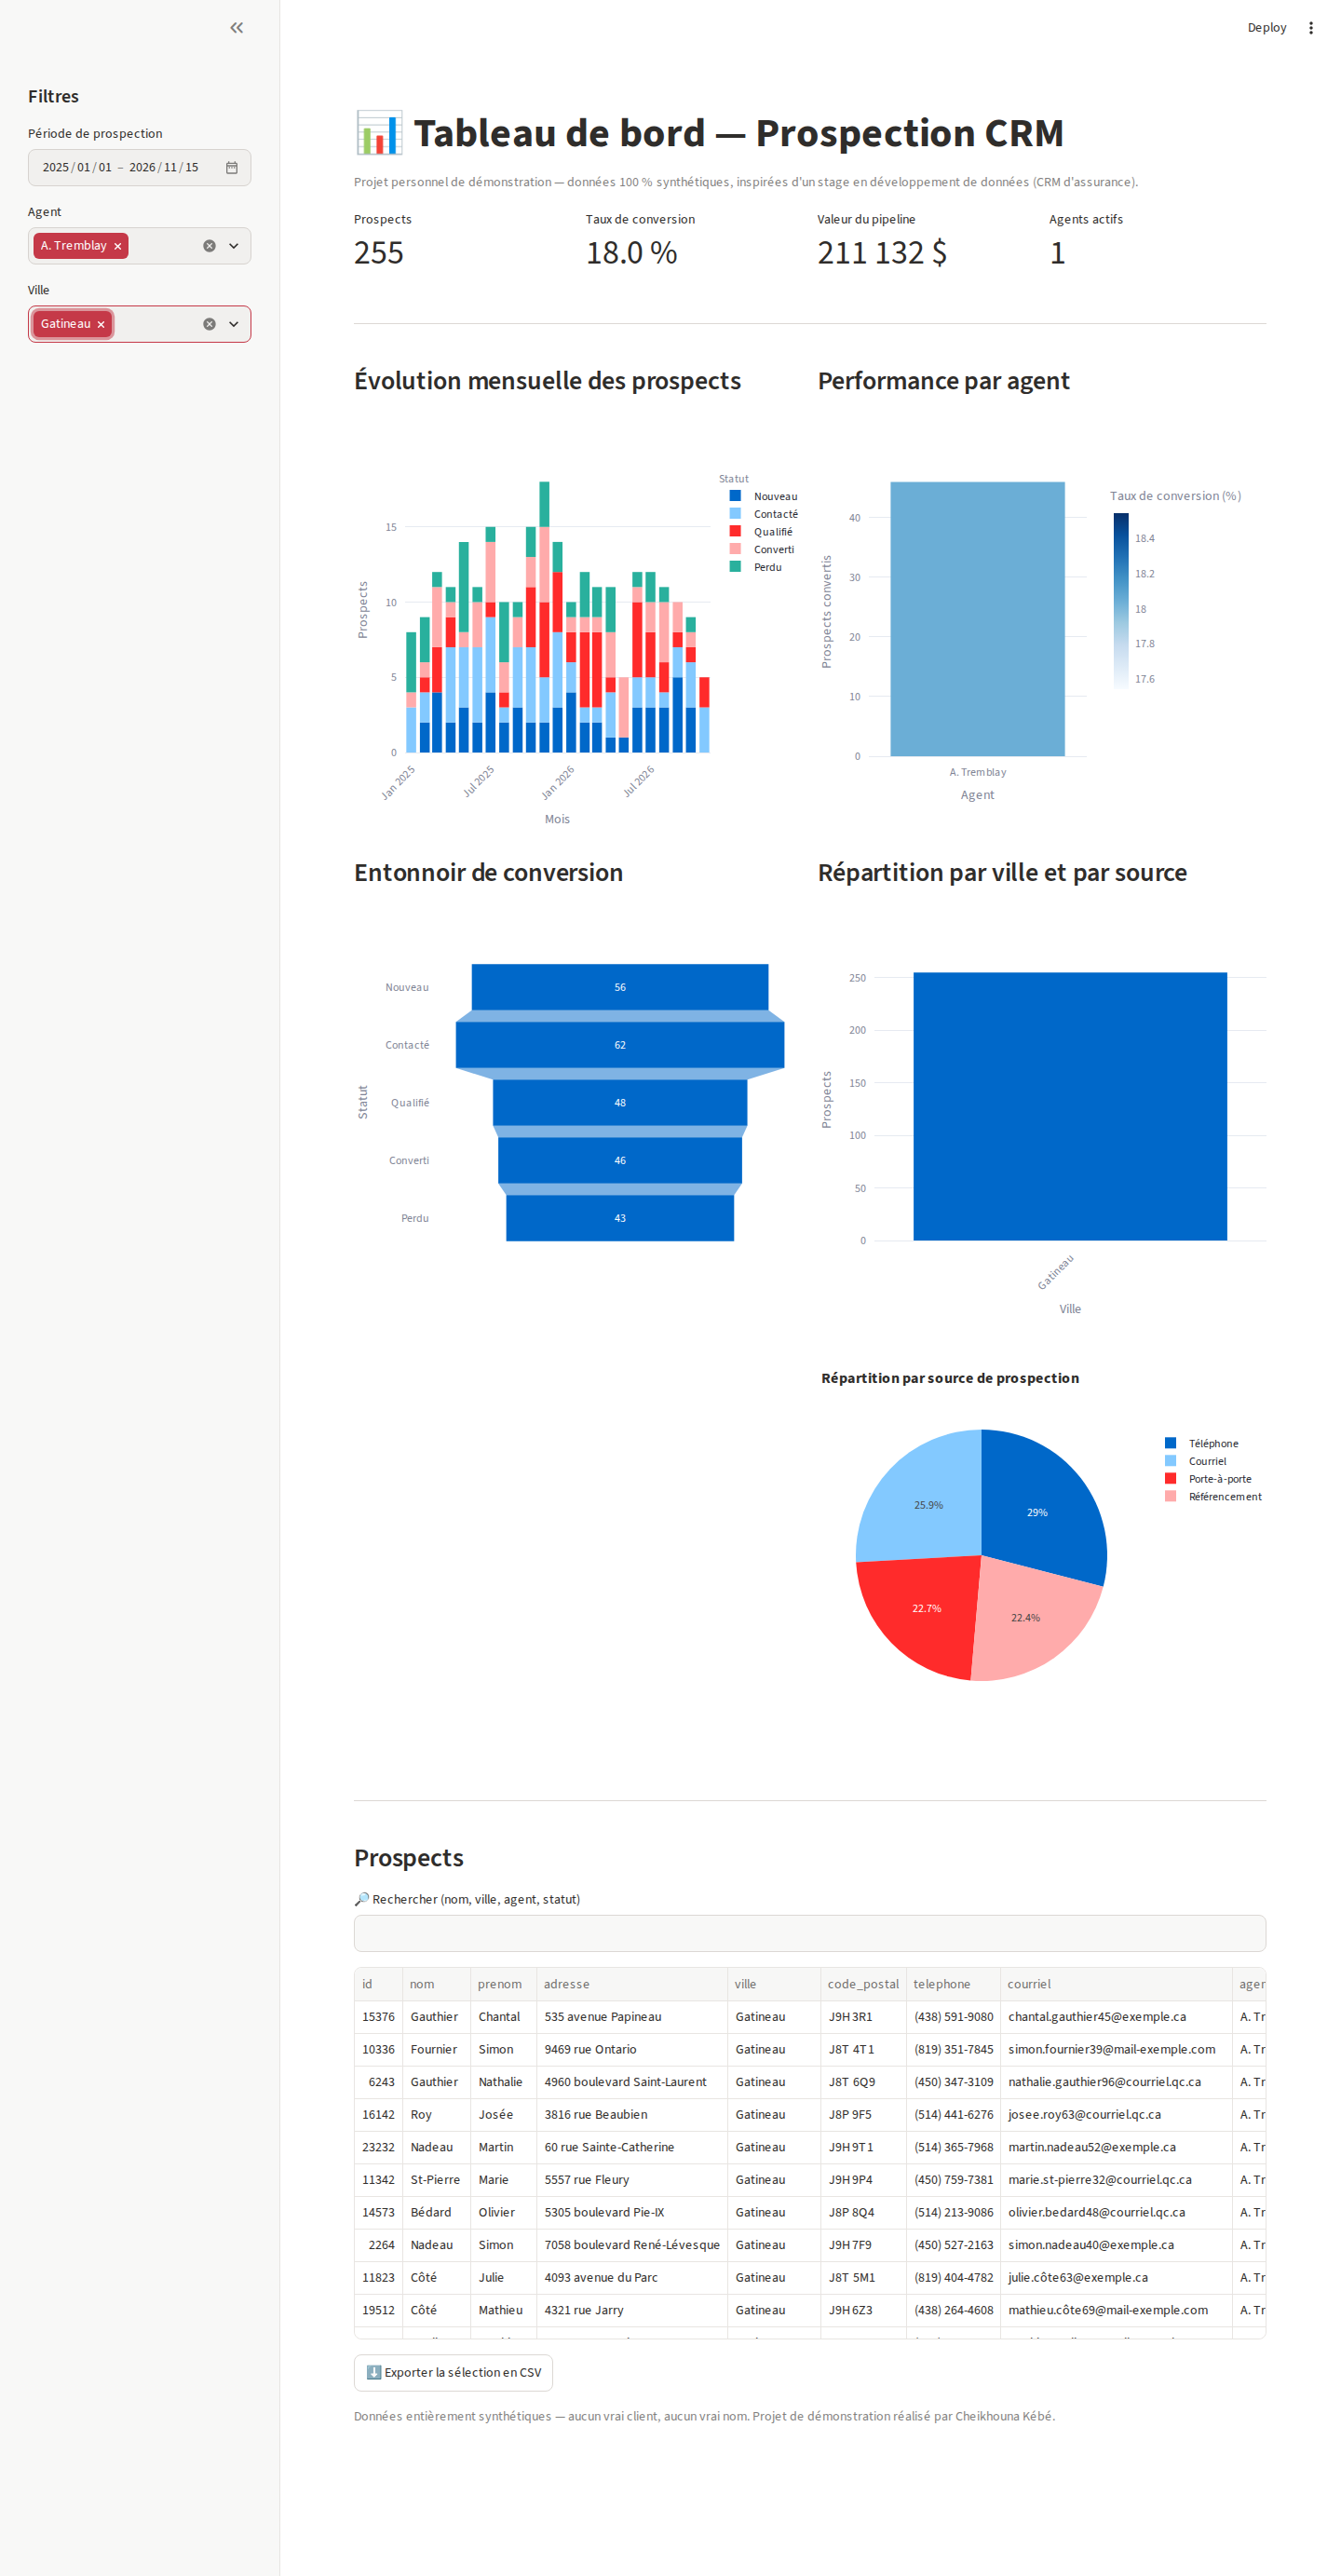 Deploy
Filtres
Période de prospection
2025/01/01 – 2026/11/15
Agent
A. Tremblay
Ville
Gatineau
📊 Tableau de bord — Prospection CRM
Projet personnel de démonstration — données 100 % synthétiques, inspirées d'un stage en développement de données (CRM d'assurance).
Prospects Taux de conversion Valeur du pipeline Agents actifs
255 18.0 % 211 132 $ 1
Évolution mensuelle des prospects
Statut
Nouveau
Contacté
Qualifié
Converti
Perdu
15
10
5
0
Prospects
Jan 2025 Jul 2025 Jan 2026 Jul 2026
Mois
Performance par agent
Taux de conversion (%)
18.4
18.2
18
17.8
17.6
40
30
20
10
0
Prospects convertis
A. Tremblay
Agent
Entonnoir de conversion
Nouveau 56
Contacté 62
Qualifié 48
Converti 46
Perdu 43
Statut
Répartition par ville et par source
250
200
150
100
50
0
Prospects
Gatineau
Ville
Répartition par source de prospection
Téléphone
Courriel
Porte-à-porte
Référencement
25.9%
29%
22.7%
22.4%
Prospects
🔎 Rechercher (nom, ville, agent, statut)
id nom prenom adresse ville code_postal telephone courriel ager
15376 Gauthier Chantal 535 avenue Papineau Gatineau J9H 3R1 (438) 591-9080 chantal.gauthier45@exemple.ca A. Tr
10336 Fournier Simon 9469 rue Ontario Gatineau J8T 4T1 (819) 351-7845 simon.fournier39@mail-exemple.com A. Tr
6243 Gauthier Nathalie 4960 boulevard Saint-Laurent Gatineau J8T 6Q9 (450) 347-3109 nathalie.gauthier96@courriel.qc.ca A. Tr
16142 Roy Josée 3816 rue Beaubien Gatineau J8P 9F5 (514) 441-6276 josee.roy63@courriel.qc.ca A. Tr
23232 Nadeau Martin 60 rue Sainte-Catherine Gatineau J9H 9T1 (514) 365-7968 martin.nadeau52@exemple.ca A. Tr
11342 St-Pierre Marie 5557 rue Fleury Gatineau J9H 9P4 (450) 759-7381 marie.st-pierre32@courriel.qc.ca A. Tr
14573 Bédard Olivier 5305 boulevard Pie-IX Gatineau J8P 8Q4 (514) 213-9086 olivier.bedard48@courriel.qc.ca A. Tr
2264 Nadeau Simon 7058 boulevard René-Lévesque Gatineau J9H 7F9 (450) 527-2163 simon.nadeau40@exemple.ca A. Tr
11823 Côté Julie 4093 avenue du Parc Gatineau J8T 5M1 (819) 404-4782 julie.côte63@exemple.ca A. Tr
19512 Côté Mathieu 4321 rue Jarry Gatineau J9H 6Z3 (438) 264-4608 mathieu.côte69@mail-exemple.com A. Tr
⬇️ Exporter la sélection en CSV
Données entièrement synthétiques — aucun vrai client, aucun vrai nom. Projet de démonstration réalisé par Cheikhouna Kébé.